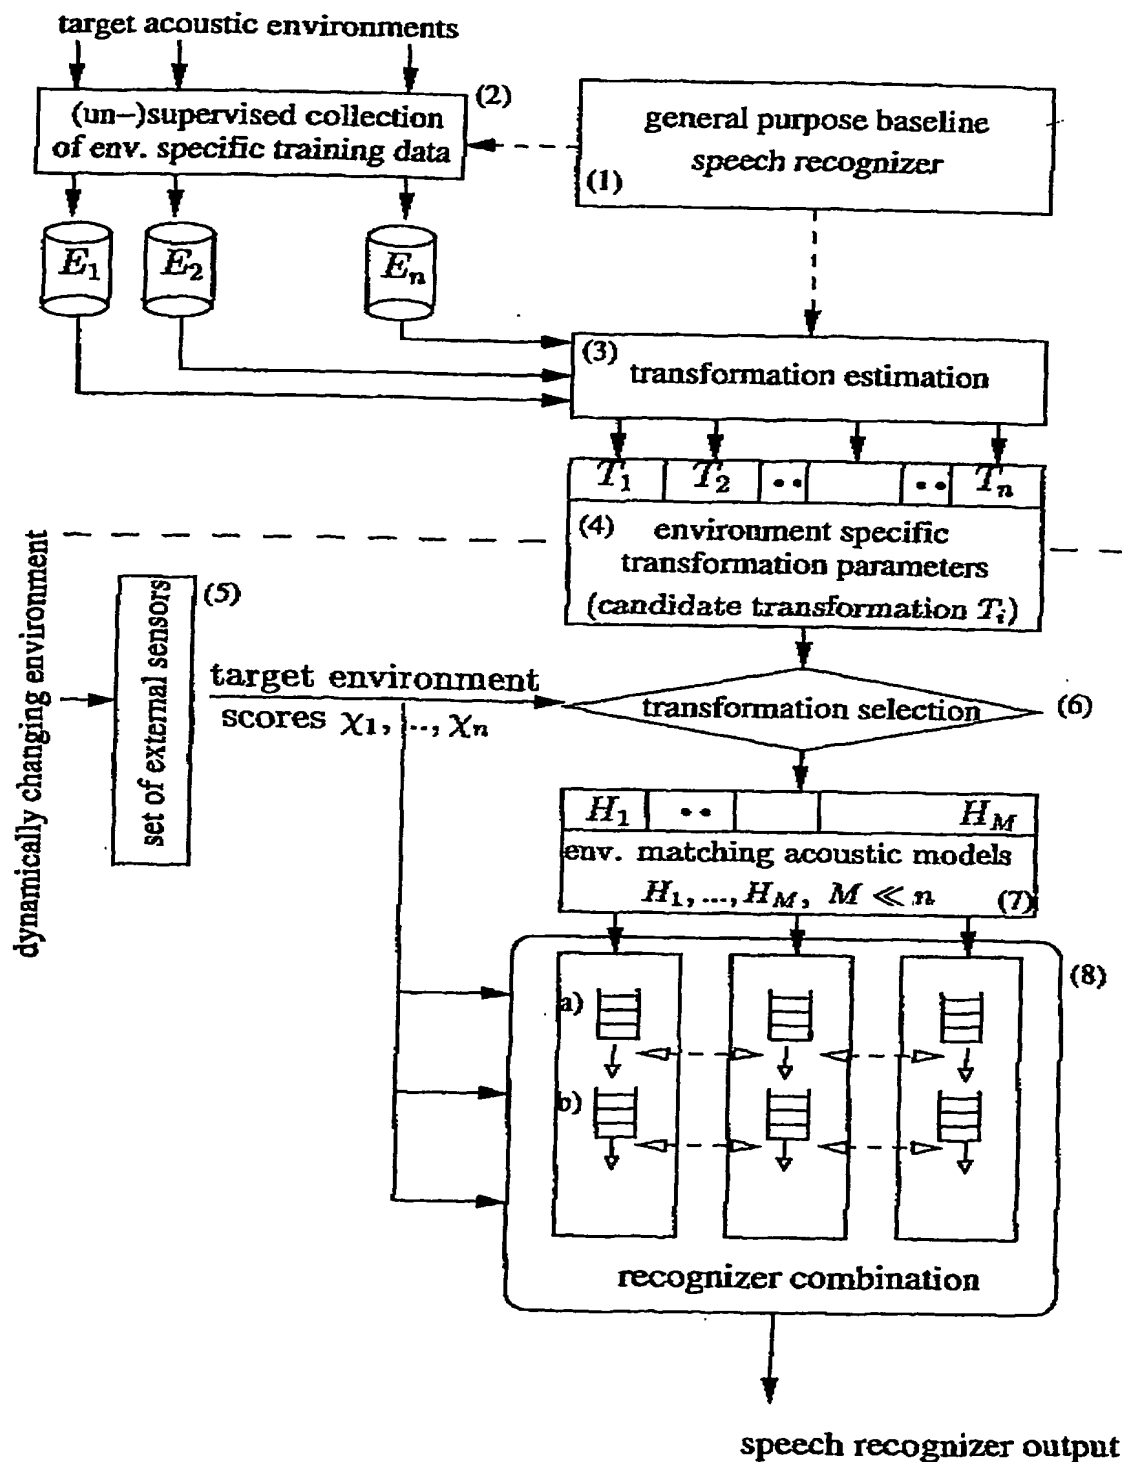 target acoustic environments
(un-)supervised collection
of env. specific training data
(2)
general purpose baseline
speech recognizer
(1)
E₁
E₂
Eₙ
(3)
transformation estimation
T₁
T₂
..
..
Tₙ
(4)
environment specific
transformation parameters
(candidate transformation Tᵢ)
dynamically changing environment
set of external sensors
(5)
target environment
scores χ₁, ..., χₙ
transformation selection
(6)
H₁
..
H_M
env. matching acoustic models
H₁, ..., H_M, M ≪ n
(7)
(8)
a)
b)
recognizer combination
speech recognizer output